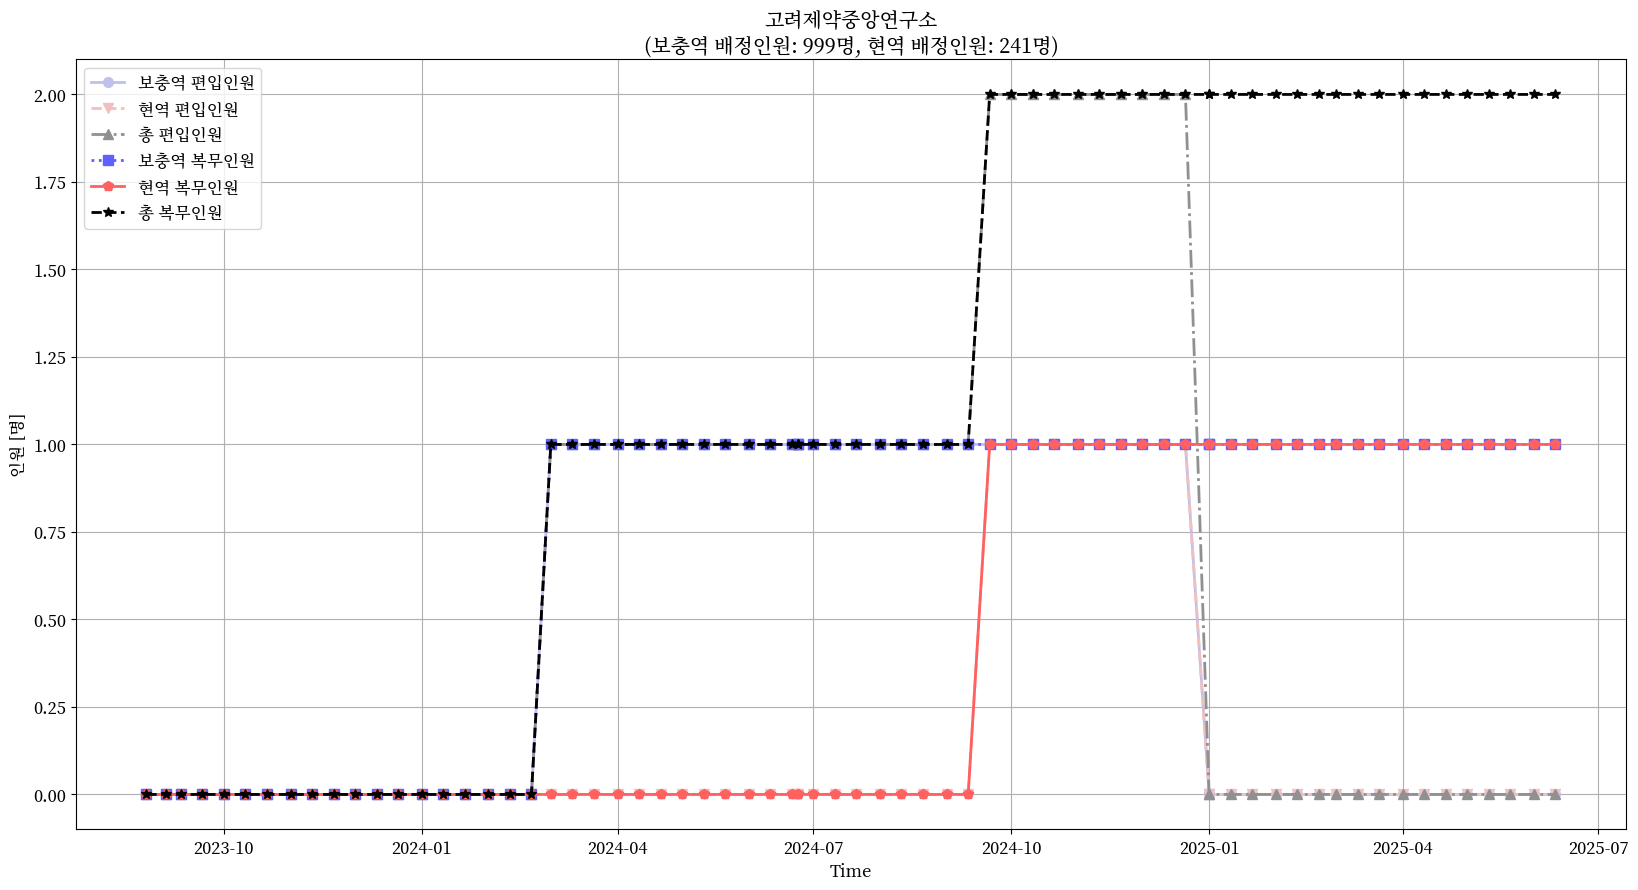 고려제약중앙연구소
(보충역 배정인원: 999명, 현역 배정인원: 241명)
보충역 편입인원
현역 편입인원
총 편입인원
보충역 복무인원
현역 복무인원
총 복무인원
2.00
1.75
1.50
1.25
1.00
0.75
0.50
0.25
0.00
인원 [명]
2023-10
2024-01
2024-04
2024-07
2024-10
2025-01
2025-04
2025-07
Time